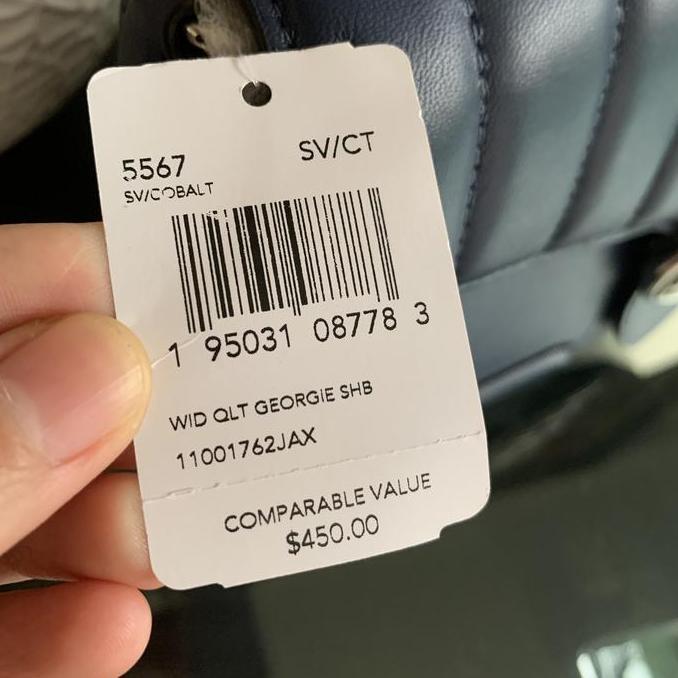 5567
SV/CT
SV/COBALT
1 95031 08778 3
WID QLT GEORGIE SHB
11001762JAX
COMPARABLE VALUE
$450.00